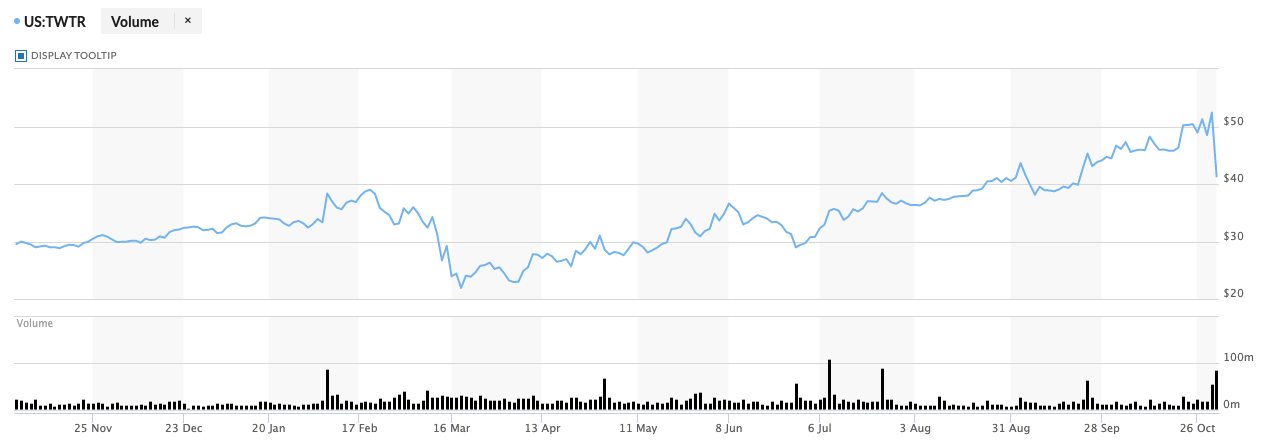 US:TWTR Volume ×
DISPLAY TOOLTIP
$50
$40
$30
$20
Volume
100m
0m
25 Nov 23 Dec 20 Jan 17 Feb 16 Mar 13 Apr 11 May 8 Jun 6 Jul 3 Aug 31 Aug 28 Sep 26 Oct